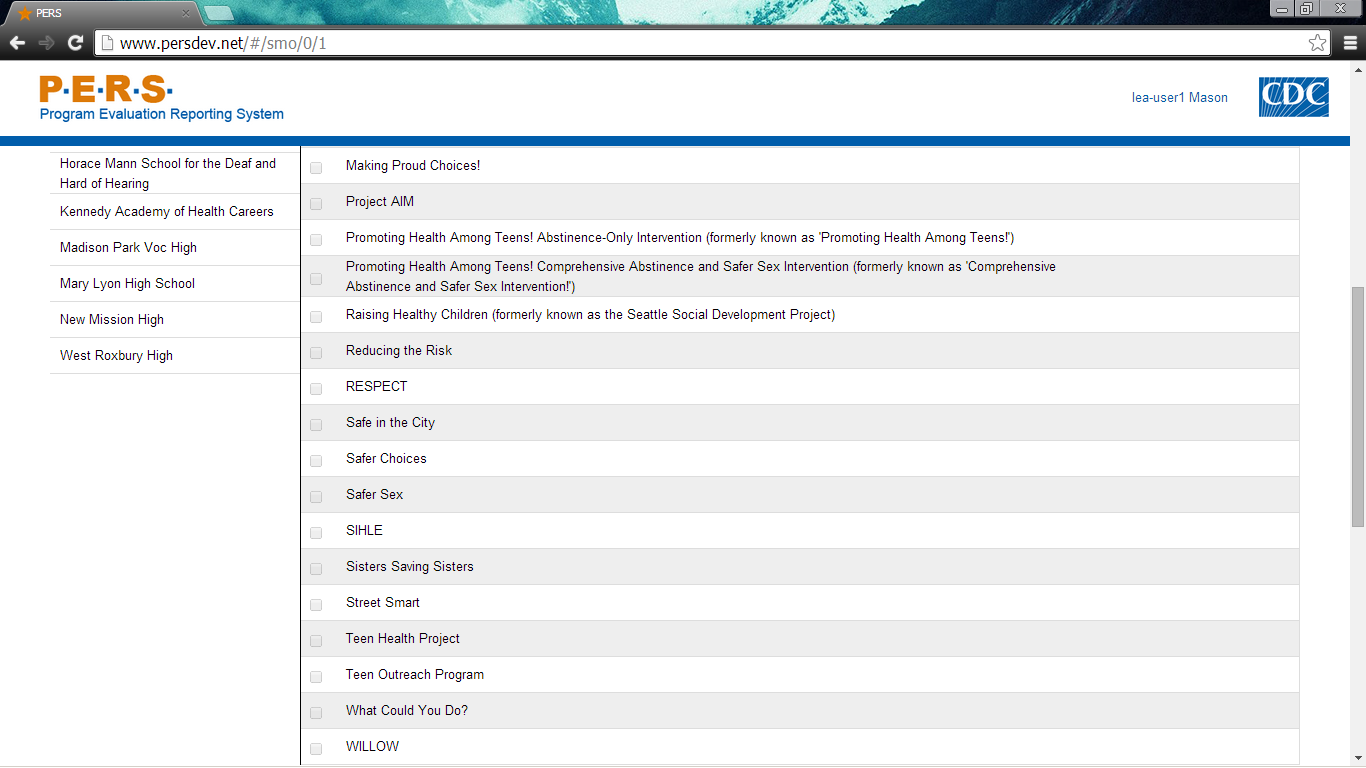 PERS
www.persdev.net/#/smo/0/1
P·E·R·S·
Program Evaluation Reporting System
lea-user1 Mason
CDC
Horace Mann School for the Deaf and
Hard of Hearing
Kennedy Academy of Health Careers
Madison Park Voc High
Mary Lyon High School
New Mission High
West Roxbury High
Making Proud Choices!
Project AIM
Promoting Health Among Teens! Abstinence-Only Intervention (formerly known as 'Promoting Health Among Teens!')
Promoting Health Among Teens! Comprehensive Abstinence and Safer Sex Intervention (formerly known as 'Comprehensive
Abstinence and Safer Sex Intervention!')
Raising Healthy Children (formerly known as the Seattle Social Development Project)
Reducing the Risk
RESPECT
Safe in the City
Safer Choices
Safer Sex
SIHLE
Sisters Saving Sisters
Street Smart
Teen Health Project
Teen Outreach Program
What Could You Do?
WILLOW